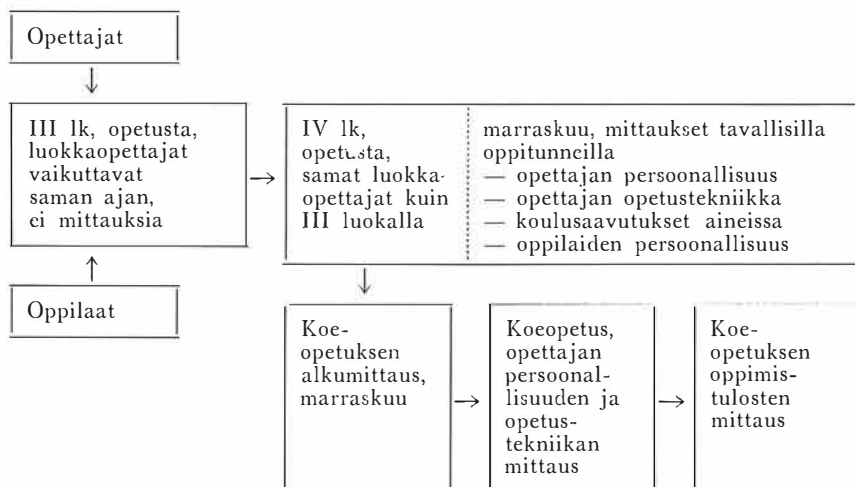 Opettajat
III lk, opetusta,
luokkaopettajat
vaikuttavat
saman ajan,
ei mittauksia
Oppilaat
IV lk,
opetusta,
samat luokka-
opettajat kuin
III luokalla
marraskuu, mittaukset tavallisilla
oppitunneilla
— opettajan persoonallisuus
— opettajan opetustekniikka
— koulusaavutukset aineissa
— oppilaiden persoonallisuus
Koe-
opetuksen
alkumittaus,
marraskuu
Koeopetus,
opettajan
persoonal-
lisuuden ja
opetus-
tekniikan
mittaus
Koe-
opetuksen
oppimis-
tulosten
mittaus